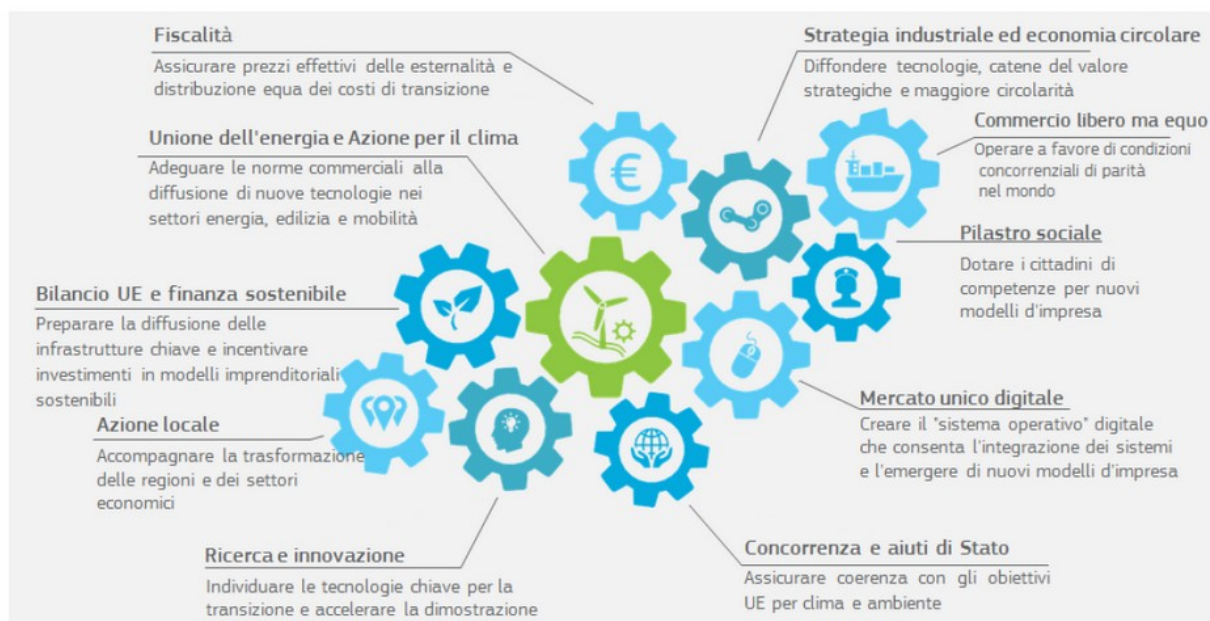 Fiscalità
Assicurare prezzi effettivi delle esternalità e
distribuzione equa dei costi di transizione
Unione dell'energia e Azione per il clima
Adeguare le norme commerciali alla
diffusione di nuove tecnologie nei
settori energia, edilizia e mobilità
Bilancio UE e finanza sostenibile
Preparare la diffusione delle
infrastrutture chiave e incentivare
investimenti in modelli imprenditoriali
sostenibili
Azione locale
Accompagnare la trasformazione
delle regioni e dei settori
economici
Ricerca e innovazione
Individuare le tecnologie chiave per la
transizione e accelerare la dimostrazione
Strategia industriale ed economia circolare
Diffondere tecnologie, catene del valore
strategiche e maggiore circolarità
Commercio libero ma equo
Operare a favore di condizioni
concorrenziali di parità
nel mondo
Pilastro sociale
Dotare i cittadini di
competenze per nuovi
modelli d'impresa
Mercato unico digitale
Creare il "sistema operativo" digitale
che consenta l'integrazione dei sistemi
e l'emergere di nuovi modelli d'impresa
Concorrenza e aiuti di Stato
Assicurare coerenza con gli obiettivi
UE per clima e ambiente
€